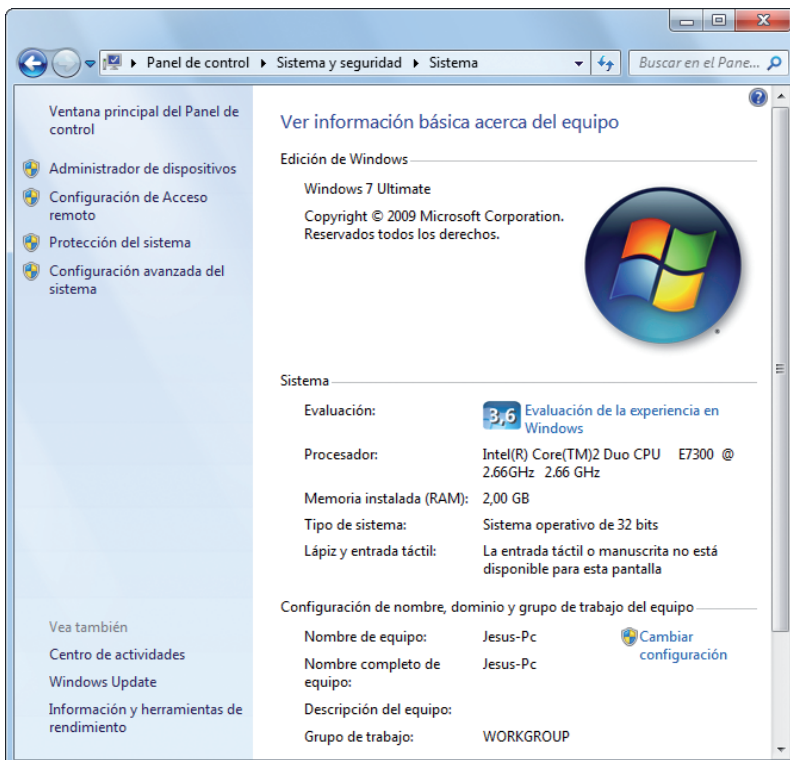 Panel de control ▸ Sistema y seguridad ▸ Sistema
Buscar en el Pane...
Ventana principal del Panel de
control
Administrador de dispositivos
Configuración de Acceso
remoto
Protección del sistema
Configuración avanzada del
sistema
Vea también
Centro de actividades
Windows Update
Información y herramientas de
rendimiento
Ver información básica acerca del equipo
Edición de Windows
Windows 7 Ultimate
Copyright © 2009 Microsoft Corporation.
Reservados todos los derechos.
Sistema
Evaluación:
3,6 Evaluación de la experiencia en
Windows
Procesador:
Intel(R) Core(TM)2 Duo CPU E7300 @
2.66GHz 2.66 GHz
Memoria instalada (RAM): 2,00 GB
Tipo de sistema: Sistema operativo de 32 bits
Lápiz y entrada táctil: La entrada táctil o manuscrita no está
disponible para esta pantalla
Configuración de nombre, dominio y grupo de trabajo del equipo
Nombre de equipo: Jesus-Pc
Cambiar
configuración
Nombre completo de
equipo:
Jesus-Pc
Descripción del equipo:
Grupo de trabajo: WORKGROUP